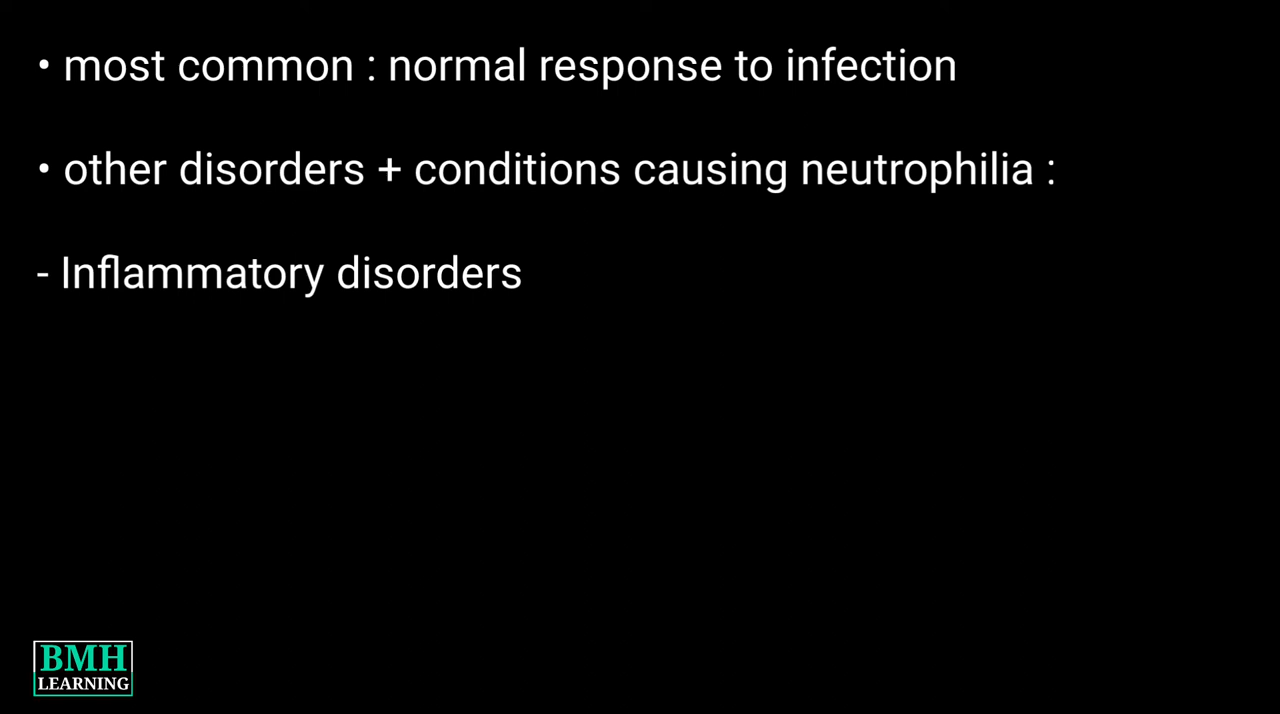 • most common : normal response to infection
• other disorders + conditions causing neutrophilia :
- Inflammatory disorders
BMH
LEARNING